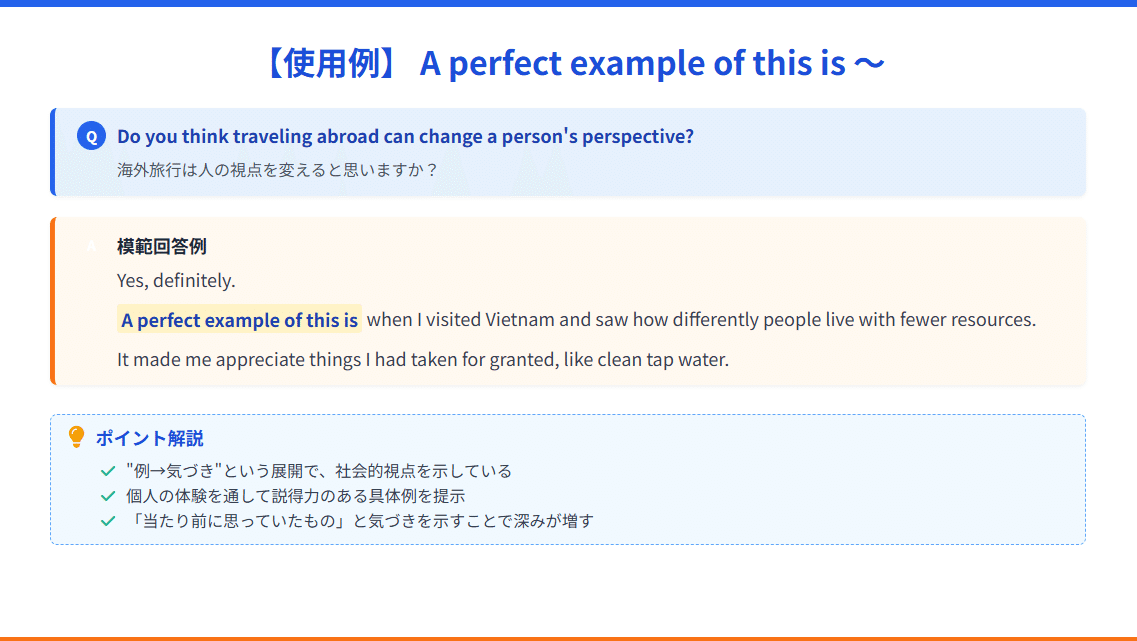 【使用例】 A perfect example of this is ～
Q Do you think traveling abroad can change a person's perspective?
海外旅行は人の視点を変えると思いますか？
A 模範回答例
Yes, definitely.
A perfect example of this is when I visited Vietnam and saw how differently people live with fewer resources.
It made me appreciate things I had taken for granted, like clean tap water.
ポイント解説
"例→気づき"という展開で、社会的視点を示している
個人の体験を通して説得力のある具体例を提示
「当たり前に思っていたもの」と気づきを示すことで深みが増す